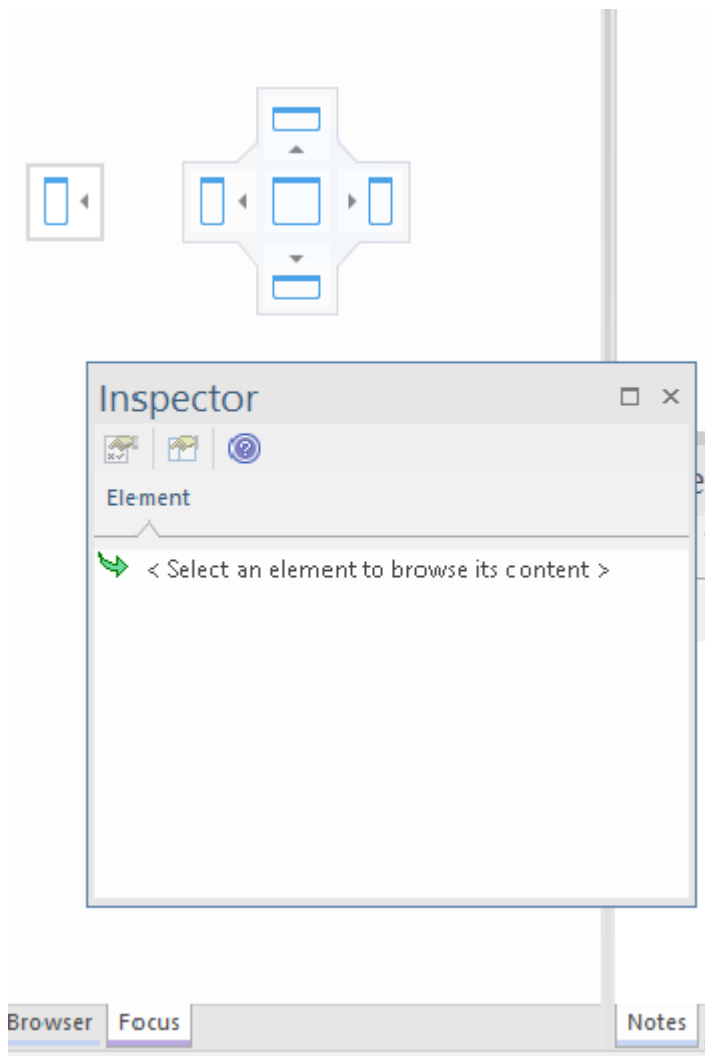 Inspector
Element
< Select an element to browse its content >
Browser
Focus
Notes